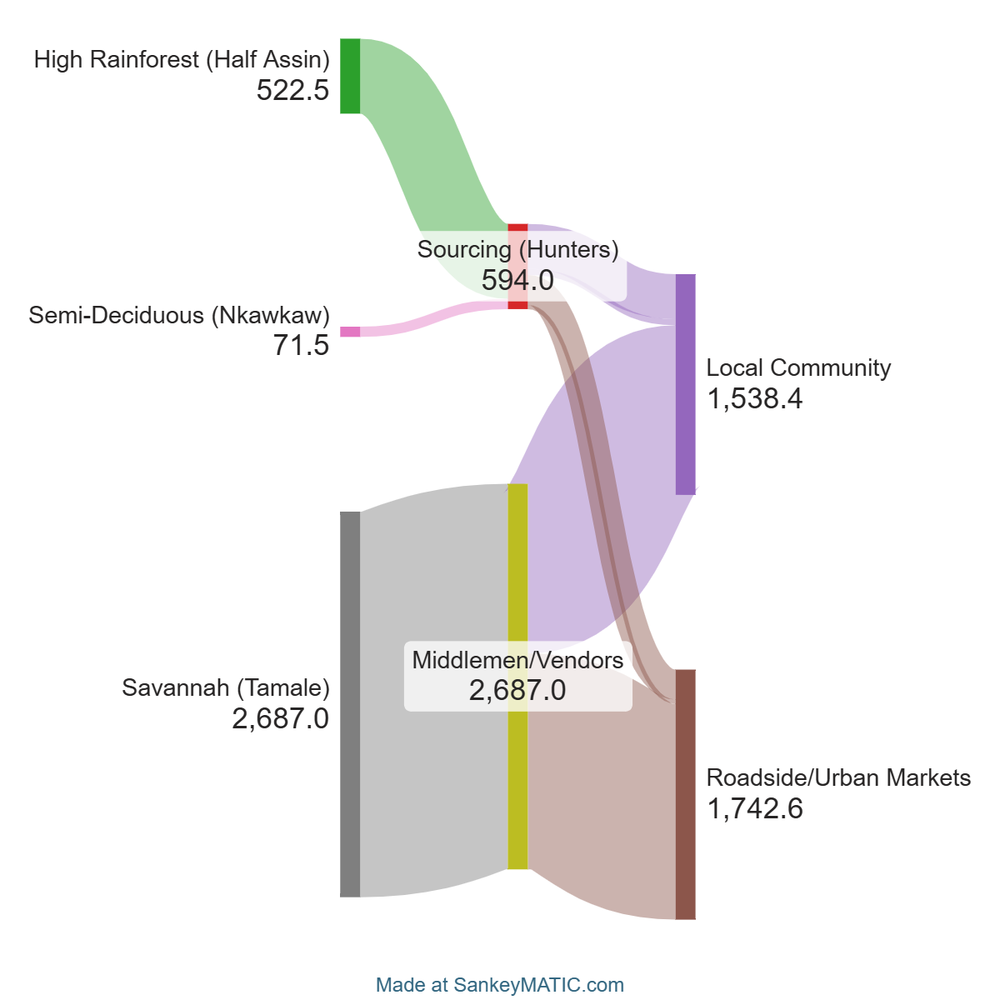 High Rainforest (Half Assin)
522.5
Sourcing (Hunters)
594.0
Semi-Deciduous (Nkawkaw)
71.5
Local Community
1,538.4
Middlemen/Vendors
2,687.0
Savannah (Tamale)
2,687.0
Roadside/Urban Markets
1,742.6
Made at SankeyMATIC.com